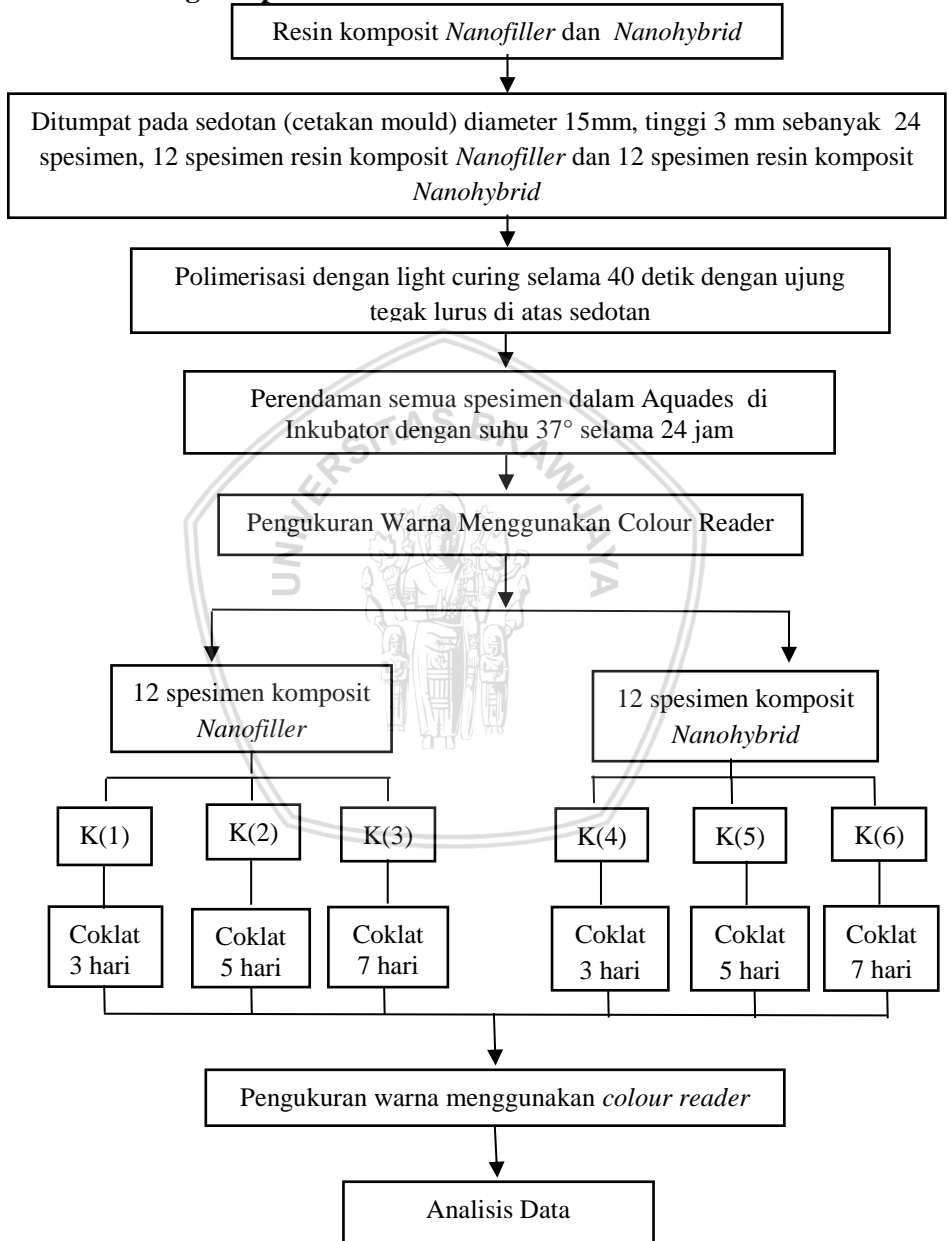 Resin komposit Nanofiller dan Nanohybrid
Ditumpat pada sedotan (cetakan mould) diameter 15mm, tinggi 3 mm sebanyak 24
spesimen, 12 spesimen resin komposit Nanofiller dan 12 spesimen resin komposit
Nanohybrid
Polimerisasi dengan light curing selama 40 detik dengan ujung
tegak lurus di atas sedotan
Perendaman semua spesimen dalam Aquades di
Inkubator dengan suhu 37° selama 24 jam
UNIVERSITAS BRAWIJAYA
Pengukuran Warna Menggunakan Colour Reader
12 spesimen komposit
Nanofiller
12 spesimen komposit
Nanohybrid
K(1)
K(2)
K(3)
K(4)
K(5)
K(6)
Coklat
3 hari
Coklat
5 hari
Coklat
7 hari
Coklat
3 hari
Coklat
5 hari
Coklat
7 hari
Pengukuran warna menggunakan colour reader
Analisis Data